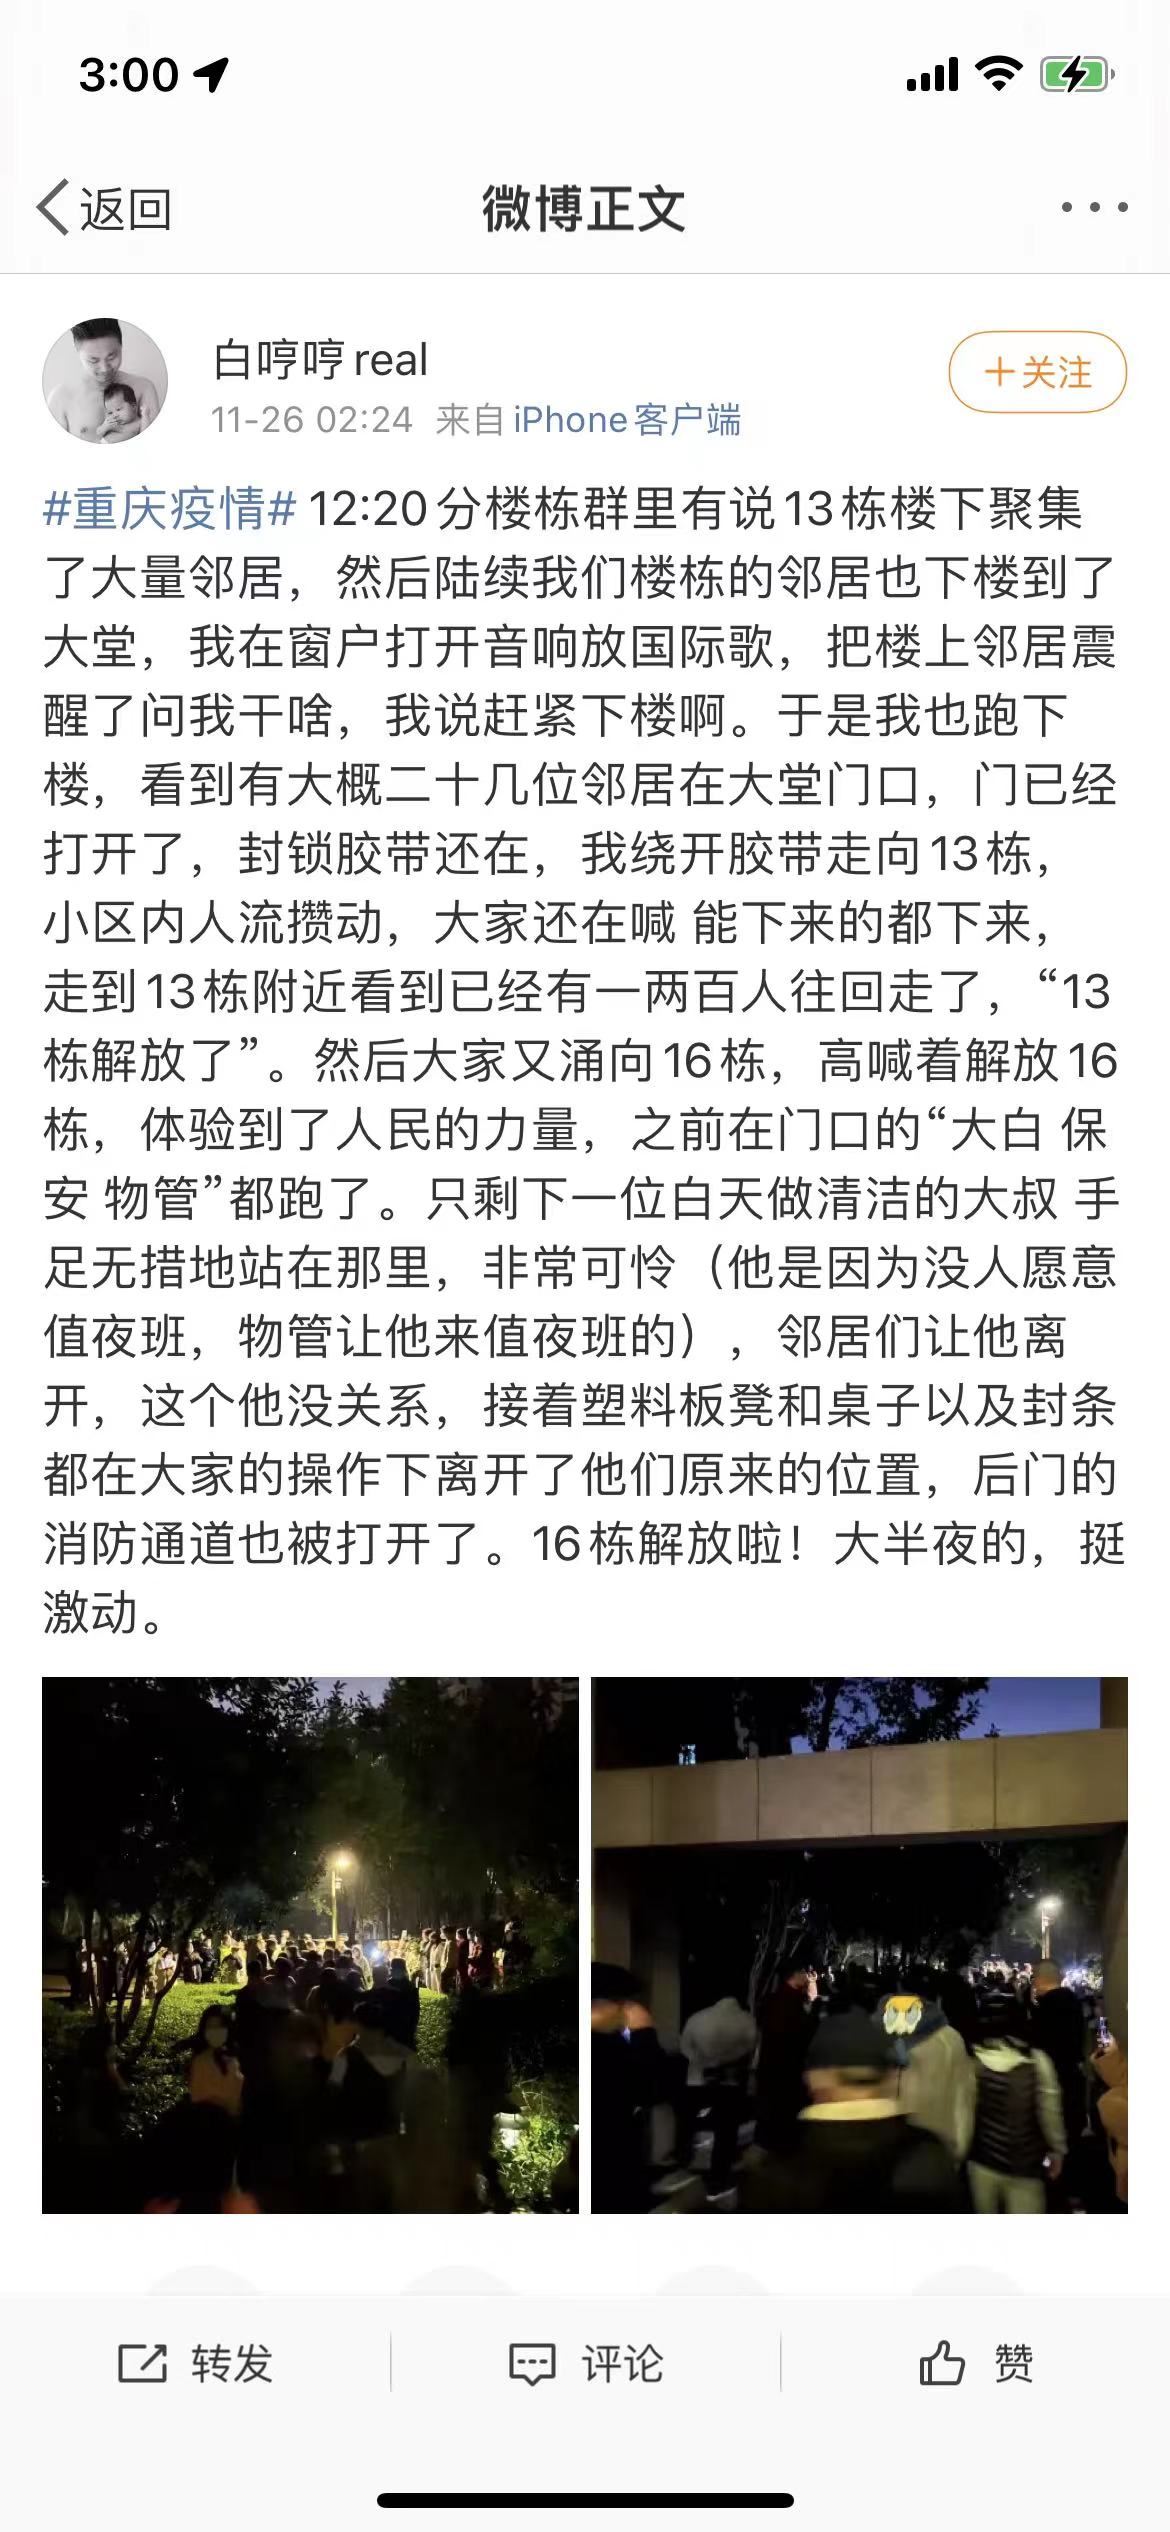 3:00
返回
微博正文
白哼哼real
+关注
11-26 02:24 来自 iPhone客户端
#重庆疫情# 12:20分楼栋群里有说13栋楼下聚集
了大量邻居，然后陆续我们楼栋的邻居也下楼到了
大堂，我在窗户打开音响放国际歌，把楼上邻居震
醒了问我干啥，我说赶紧下楼啊。于是我也跑下
楼，看到有大概二十几位邻居在大堂门口，门已经
打开了，封锁胶带还在，我绕开胶带走向13栋，
小区内人流攒动，大家还在喊 能下来的都下来，
走到13栋附近看到已经有一两百人往回走了，“13
栋解放了”。然后大家又涌向16栋，高喊着解放16
栋，体验到了人民的力量，之前在门口的“大白 保
安 物管”都跑了。只剩下一位白天做清洁的大叔 手
足无措地站在那里，非常可怜（他是因为没人愿意
值夜班，物管让他来值夜班的），邻居们让他离
开，这个他没关系，接着塑料板凳和桌子以及封条
都在大家的操作下离开了他们原来的位置，后门的
消防通道也被打开了。16栋解放啦！大半夜的，挺
激动。
转发
评论
赞